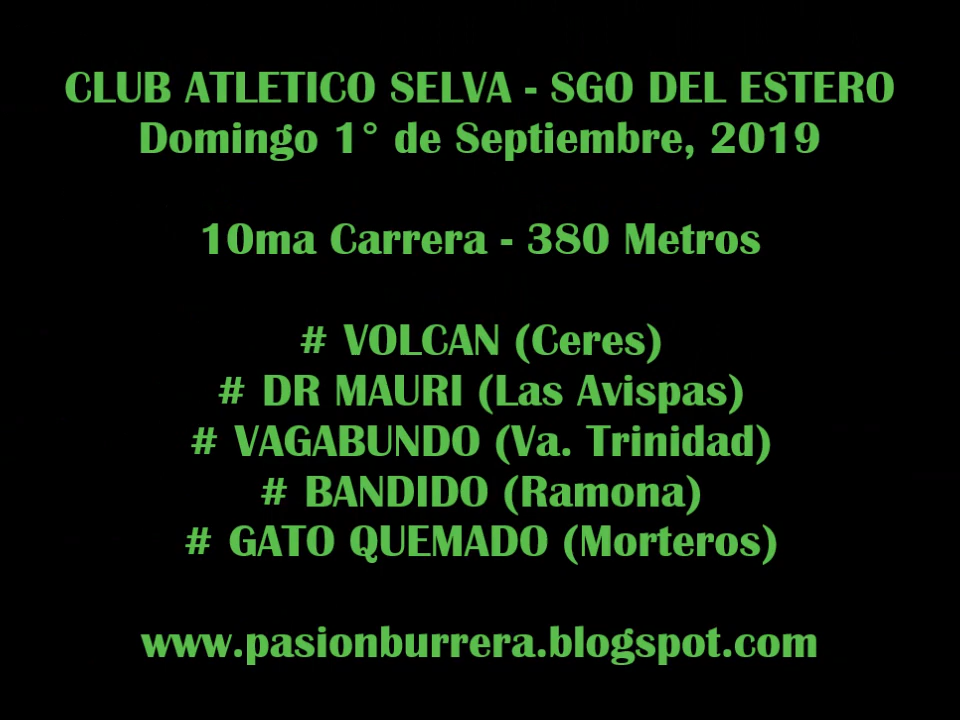 CLUB ATLETICO SELVA - SGO DEL ESTERO
Domingo 1° de Septiembre, 2019
10ma Carrera - 380 Metros
# VOLCAN (Ceres)
# DR MAURI (Las Avispas)
# VAGABUNDO (Va. Trinidad)
# BANDIDO (Ramona)
# GATO QUEMADO (Morteros)
www.pasionburrera.blogspot.com